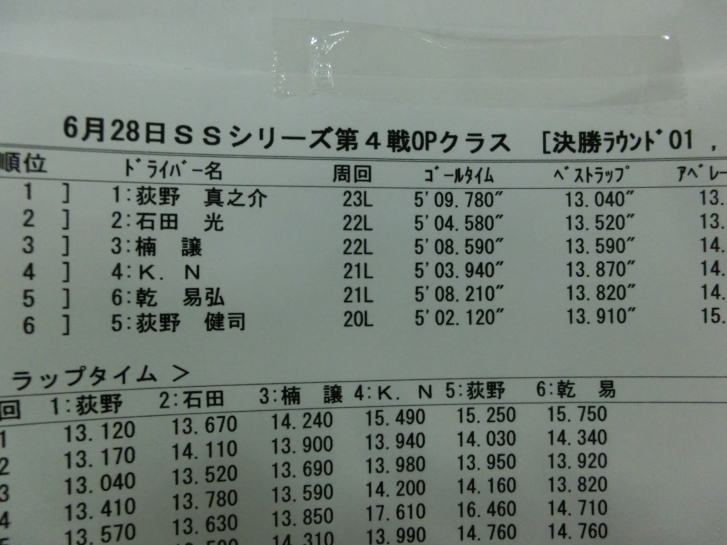 6月28日SSシリーズ第4戦OPクラス [決勝ラウンド01 ,
順位 ﾄﾞﾗｲﾊﾞｰ名 周回 ｺﾞｰﾙﾀｲﾑ ﾍﾞｽﾄﾗｯﾌﾟ ｱﾍﾞﾚｰ
1 ] 1:荻野 真之介 23L 5'09.780" 13.040" 13.
2 ] 2:石田 光 22L 5'04.580" 13.520" 13.
3 ] 3:楠 譲 22L 5'08.590" 13.590" 14.
4 ] 4:K. N 21L 5'03.940" 13.870" 14.
5 ] 6:乾 易弘 21L 5'08.210" 13.820" 14.
6 ] 5:荻野 健司 20L 5'02.120" 13.910" 15.
ラップタイム >
回 1:荻野 2:石田 3:楠 譲 4:K. N 5:荻野 6:乾 易
1 13.120 13.670 14.240 15.490 15.250 15.750
2 13.170 14.110 13.900 13.940 14.030 14.340
3 13.040 13.520 13.690 13.980 13.950 13.920
4 13.410 13.780 13.590 14.200 14.160 13.820
13.570 13.630 13.850 17.610 16.460 14.710
14.310 13.990 14.760 14.760